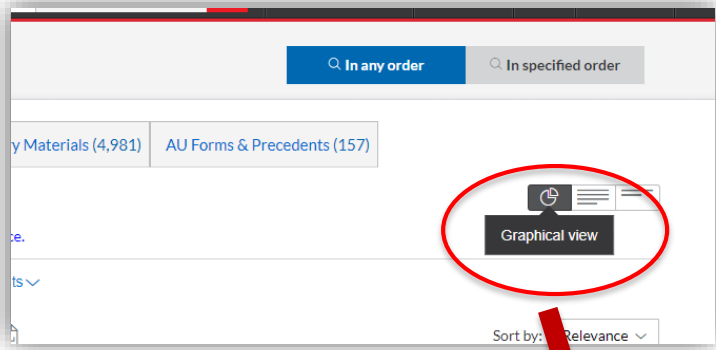 In any order In specified order
y Materials (4,981) AU Forms & Precedents (157)
Graphical view
ce.
ts
Sort by: Relevance